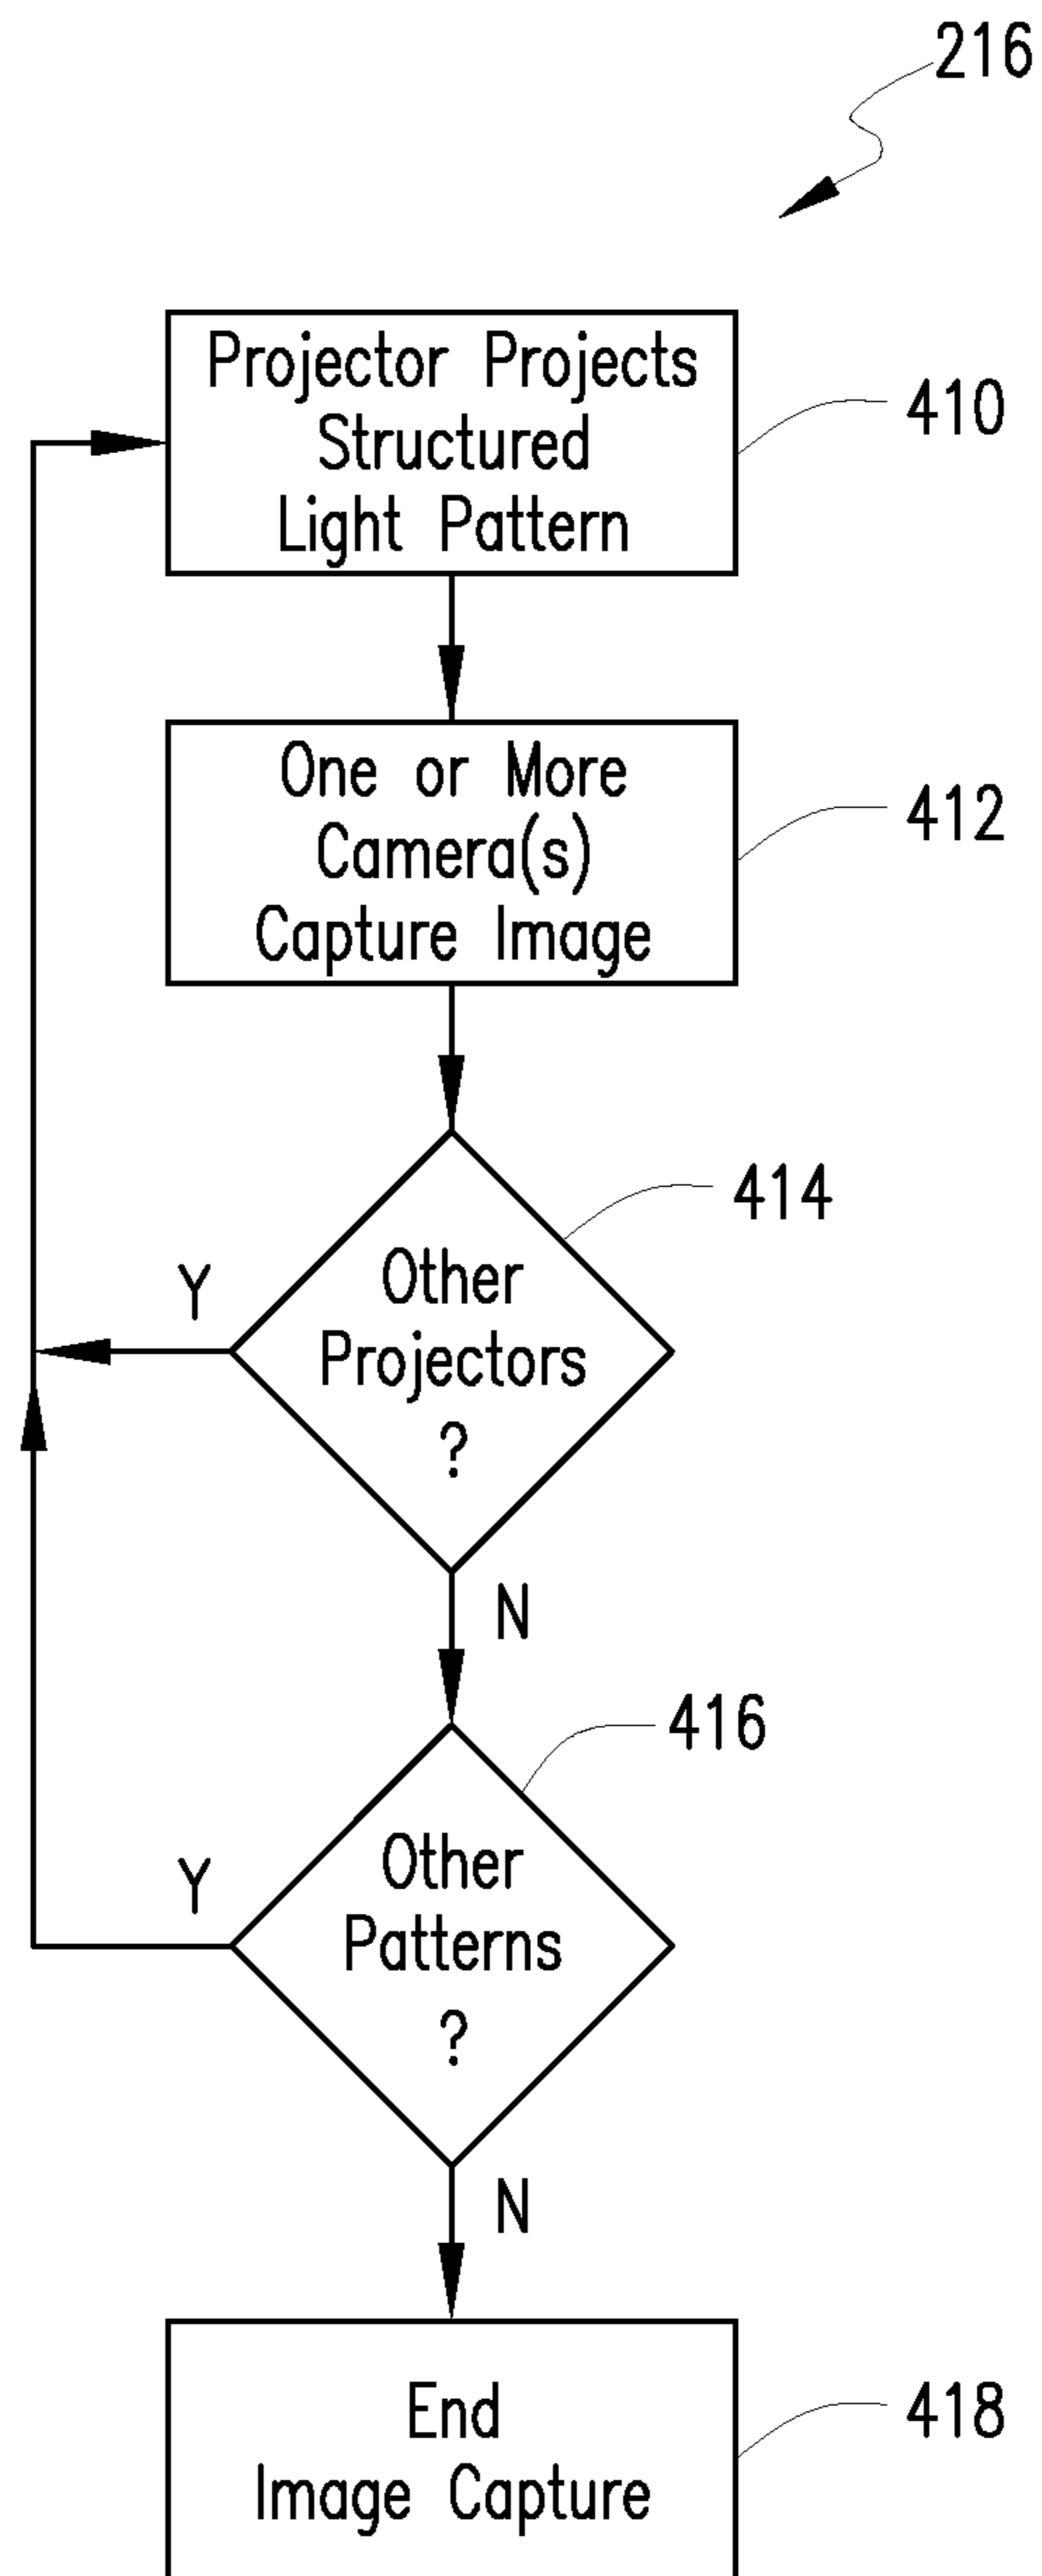 216
Projector Projects
Structured
Light Pattern
410
One or More
Camera(s)
Capture Image
412
414
Other
Projectors
?
Y
N
416
Other
Patterns
?
Y
N
End
Image Capture
418